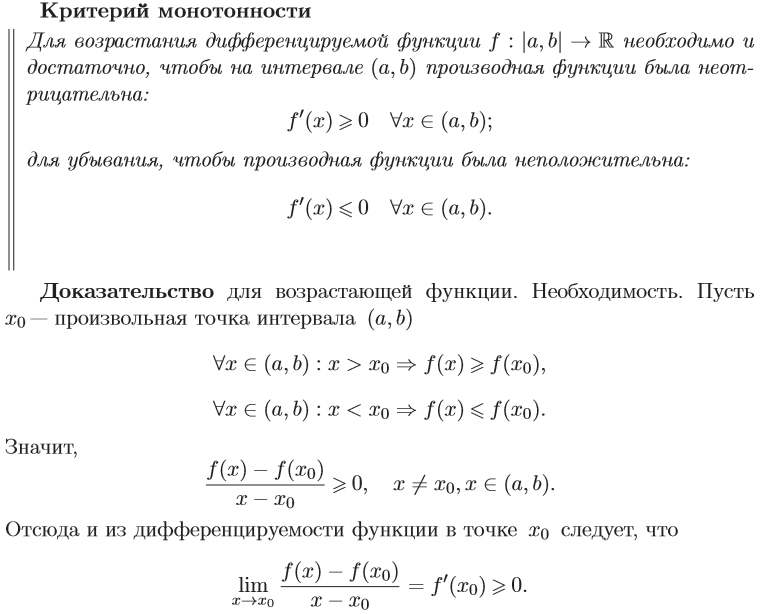 Критерий монотонности
Для возрастания дифференцируемой функции f : |a, b| → ℝ необходимо и
достаточно, чтобы на интервале (a, b) производная функции была неот-
рицательна:
f′(x) ⩾ 0 ∀x ∈ (a, b);
для убывания, чтобы производная функции была неположительна:
f′(x) ⩽ 0 ∀x ∈ (a, b).
Доказательство для возрастающей функции. Необходимость. Пусть
x₀ — произвольная точка интервала (a, b)
∀x ∈ (a, b) : x > x₀ ⇒ f(x) ⩾ f(x₀),
∀x ∈ (a, b) : x < x₀ ⇒ f(x) ⩽ f(x₀).
Значит,
(f(x) − f(x₀))/(x − x₀) ⩾ 0, x ≠ x₀, x ∈ (a, b).
Отсюда и из дифференцируемости функции в точке x₀ следует, что
lim x→x₀ (f(x) − f(x₀))/(x − x₀) = f′(x₀) ⩾ 0.